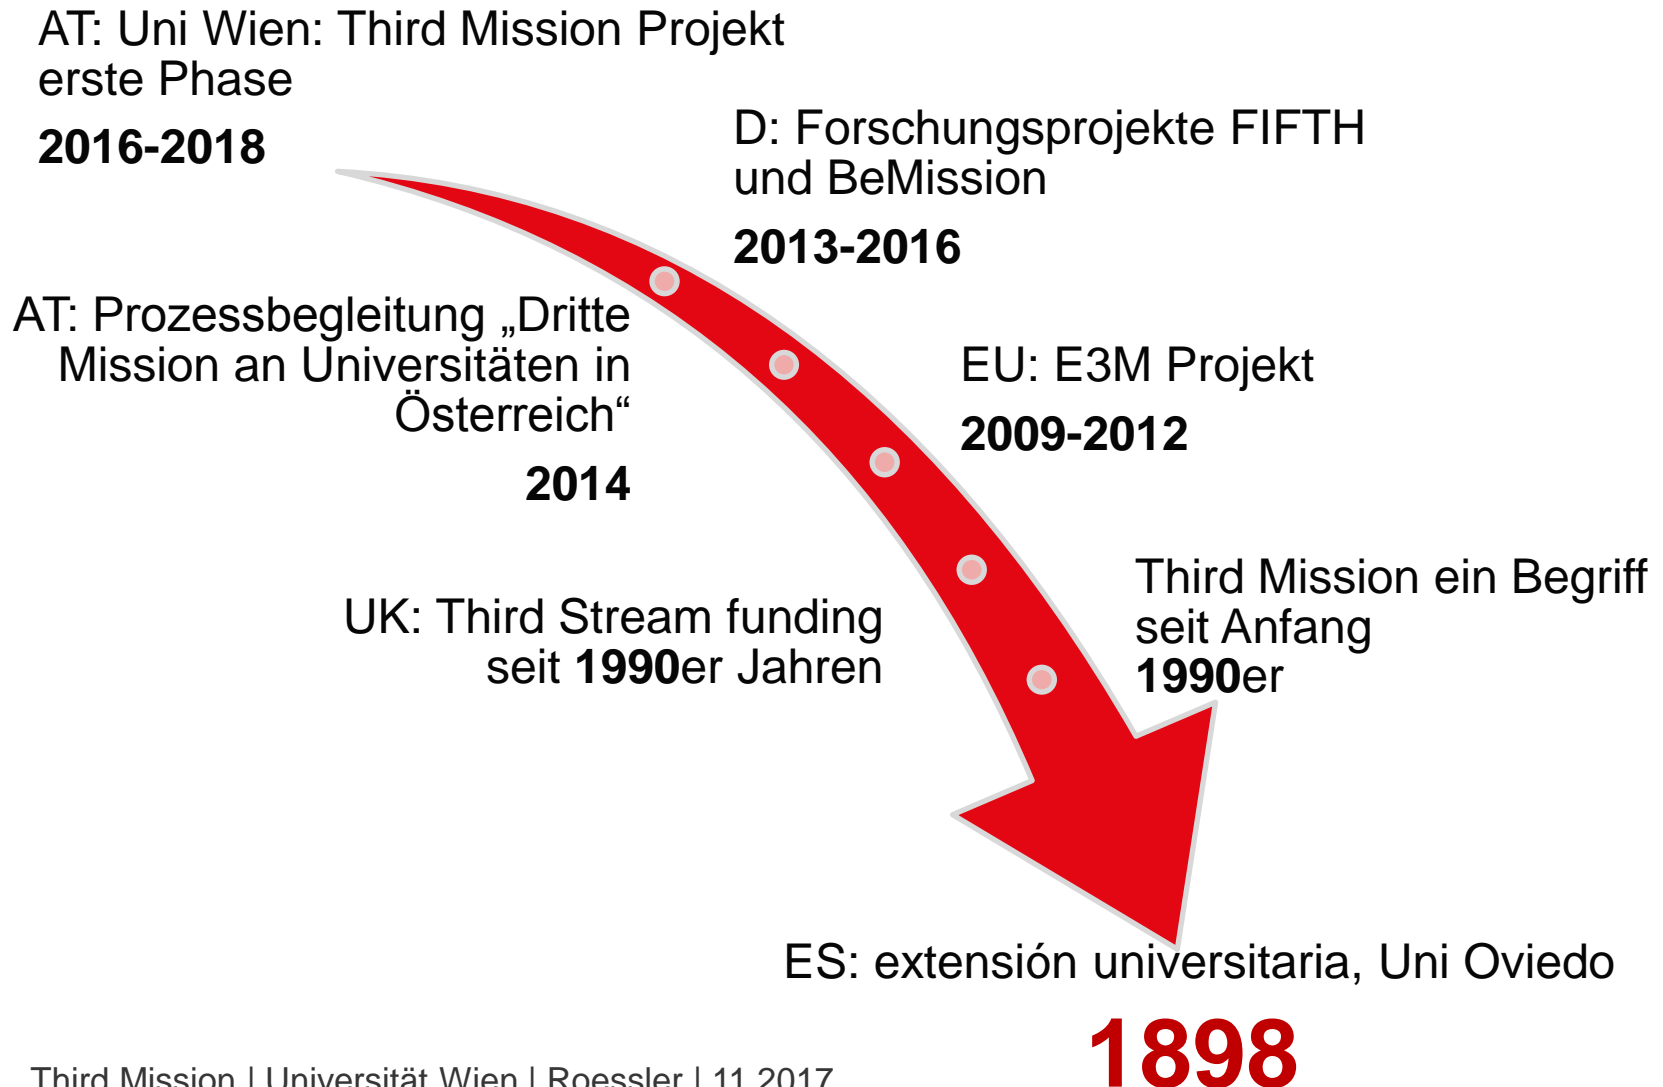 AT: Uni Wien: Third Mission Projekt
erste Phase
2016-2018
D: Forschungsprojekte FIFTH
und BeMission
2013-2016
AT: Prozessbegleitung „Dritte
Mission an Universitäten in
Österreich“
2014
EU: E3M Projekt
2009-2012
UK: Third Stream funding
seit 1990er Jahren
Third Mission ein Begriff
seit Anfang
1990er
ES: extensión universitaria, Uni Oviedo
1898
Third Mission | Universität Wien | Roessler | 11.2017